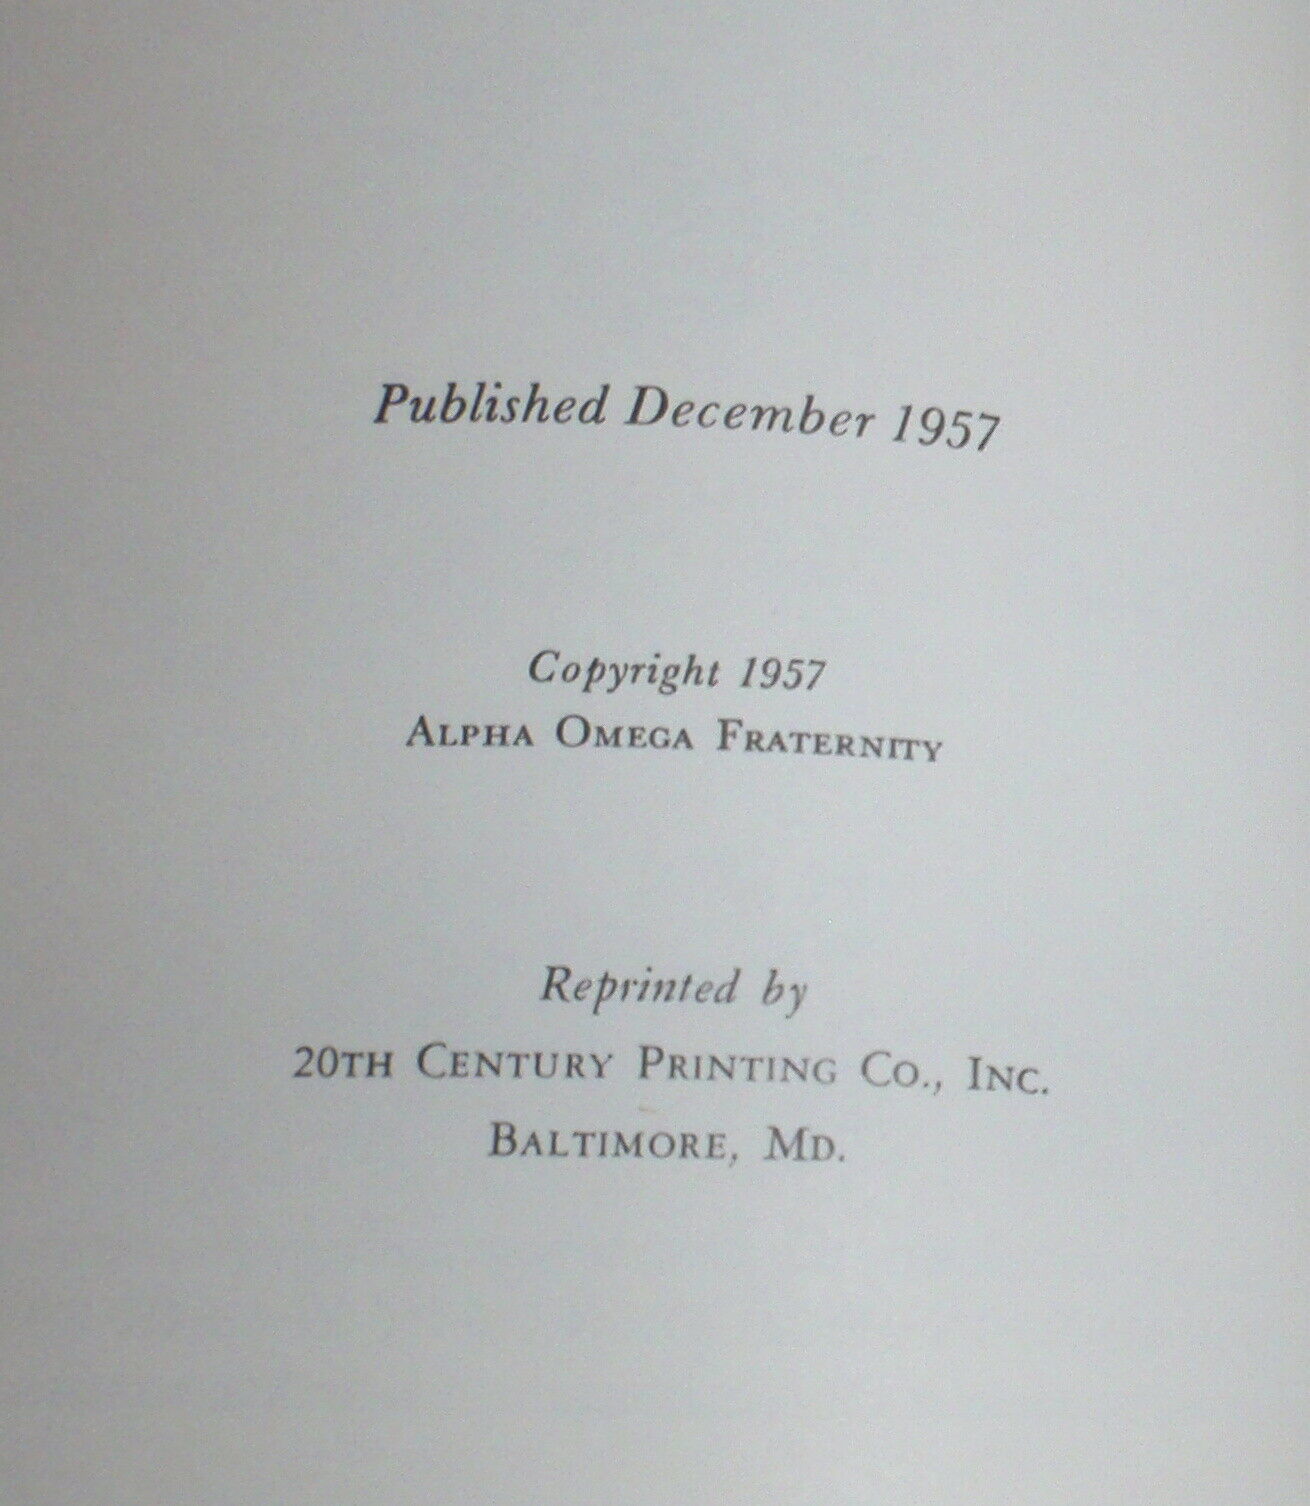 Published December 1957
Copyright 1957
Alpha Omega Fraternity
Reprinted by
20th Century Printing Co., Inc.
Baltimore, Md.